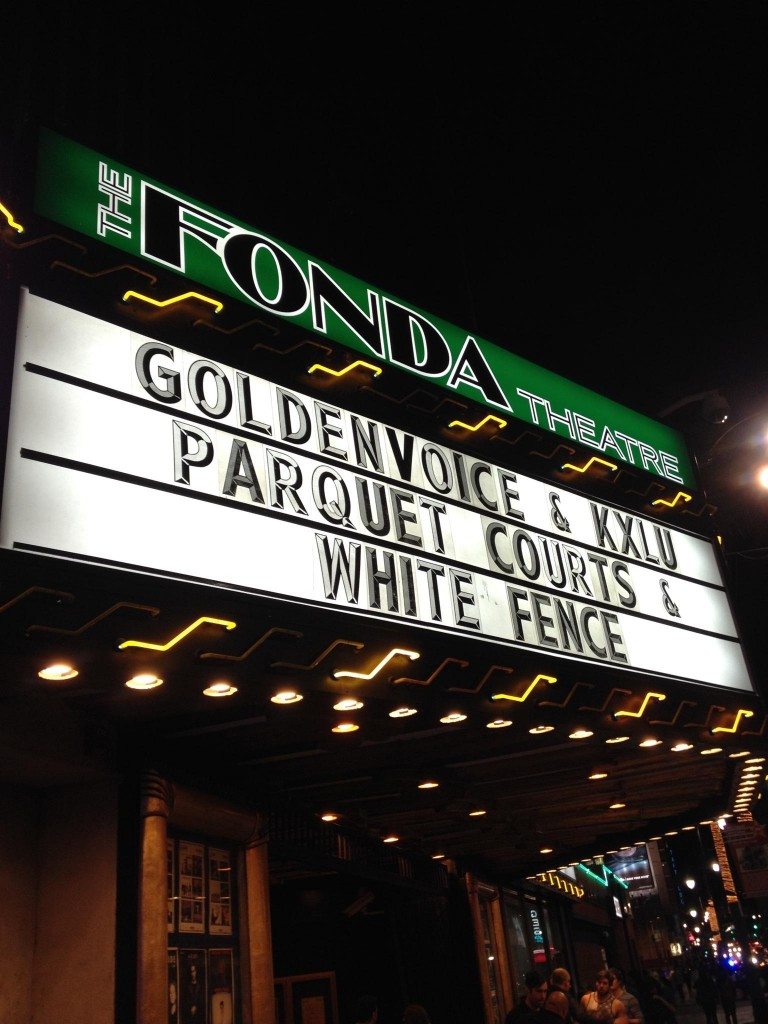 THE FONDA THEATRE
GOLDENVOICE & KXLU
PARQUET COURTS &
WHITE FENCE